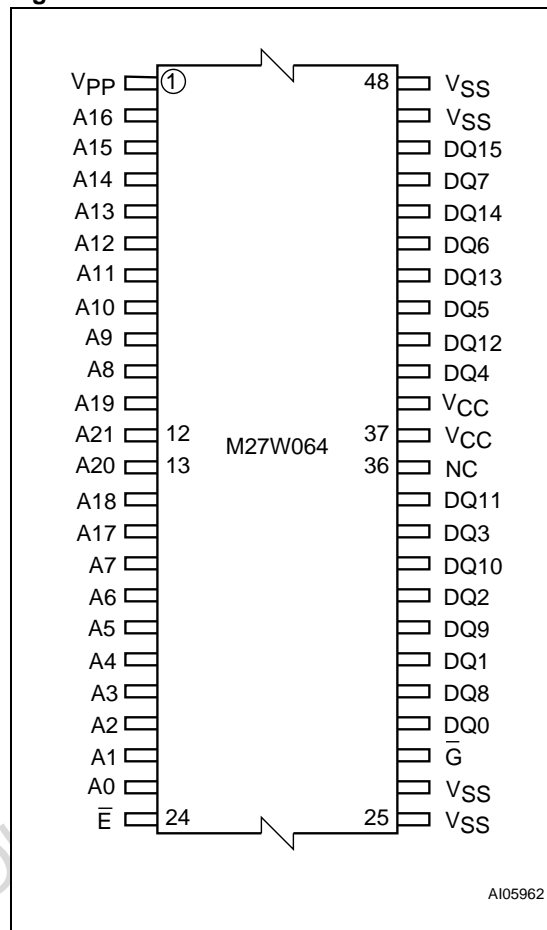 VPP 1 48 VSS
A16 VSS
A15 DQ15
A14 DQ7
A13 DQ14
A12 DQ6
A11 DQ13
A10 DQ5
A9 DQ12
A8 DQ4
A19 VCC
A21 12 M27W064 37 VCC
A20 13 36 NC
A18 DQ11
A17 DQ3
A7 DQ10
A6 DQ2
A5 DQ9
A4 DQ1
A3 DQ8
A2 DQ0
A1 G̅
A0 VSS
E̅ 24 25 VSS
AI05962